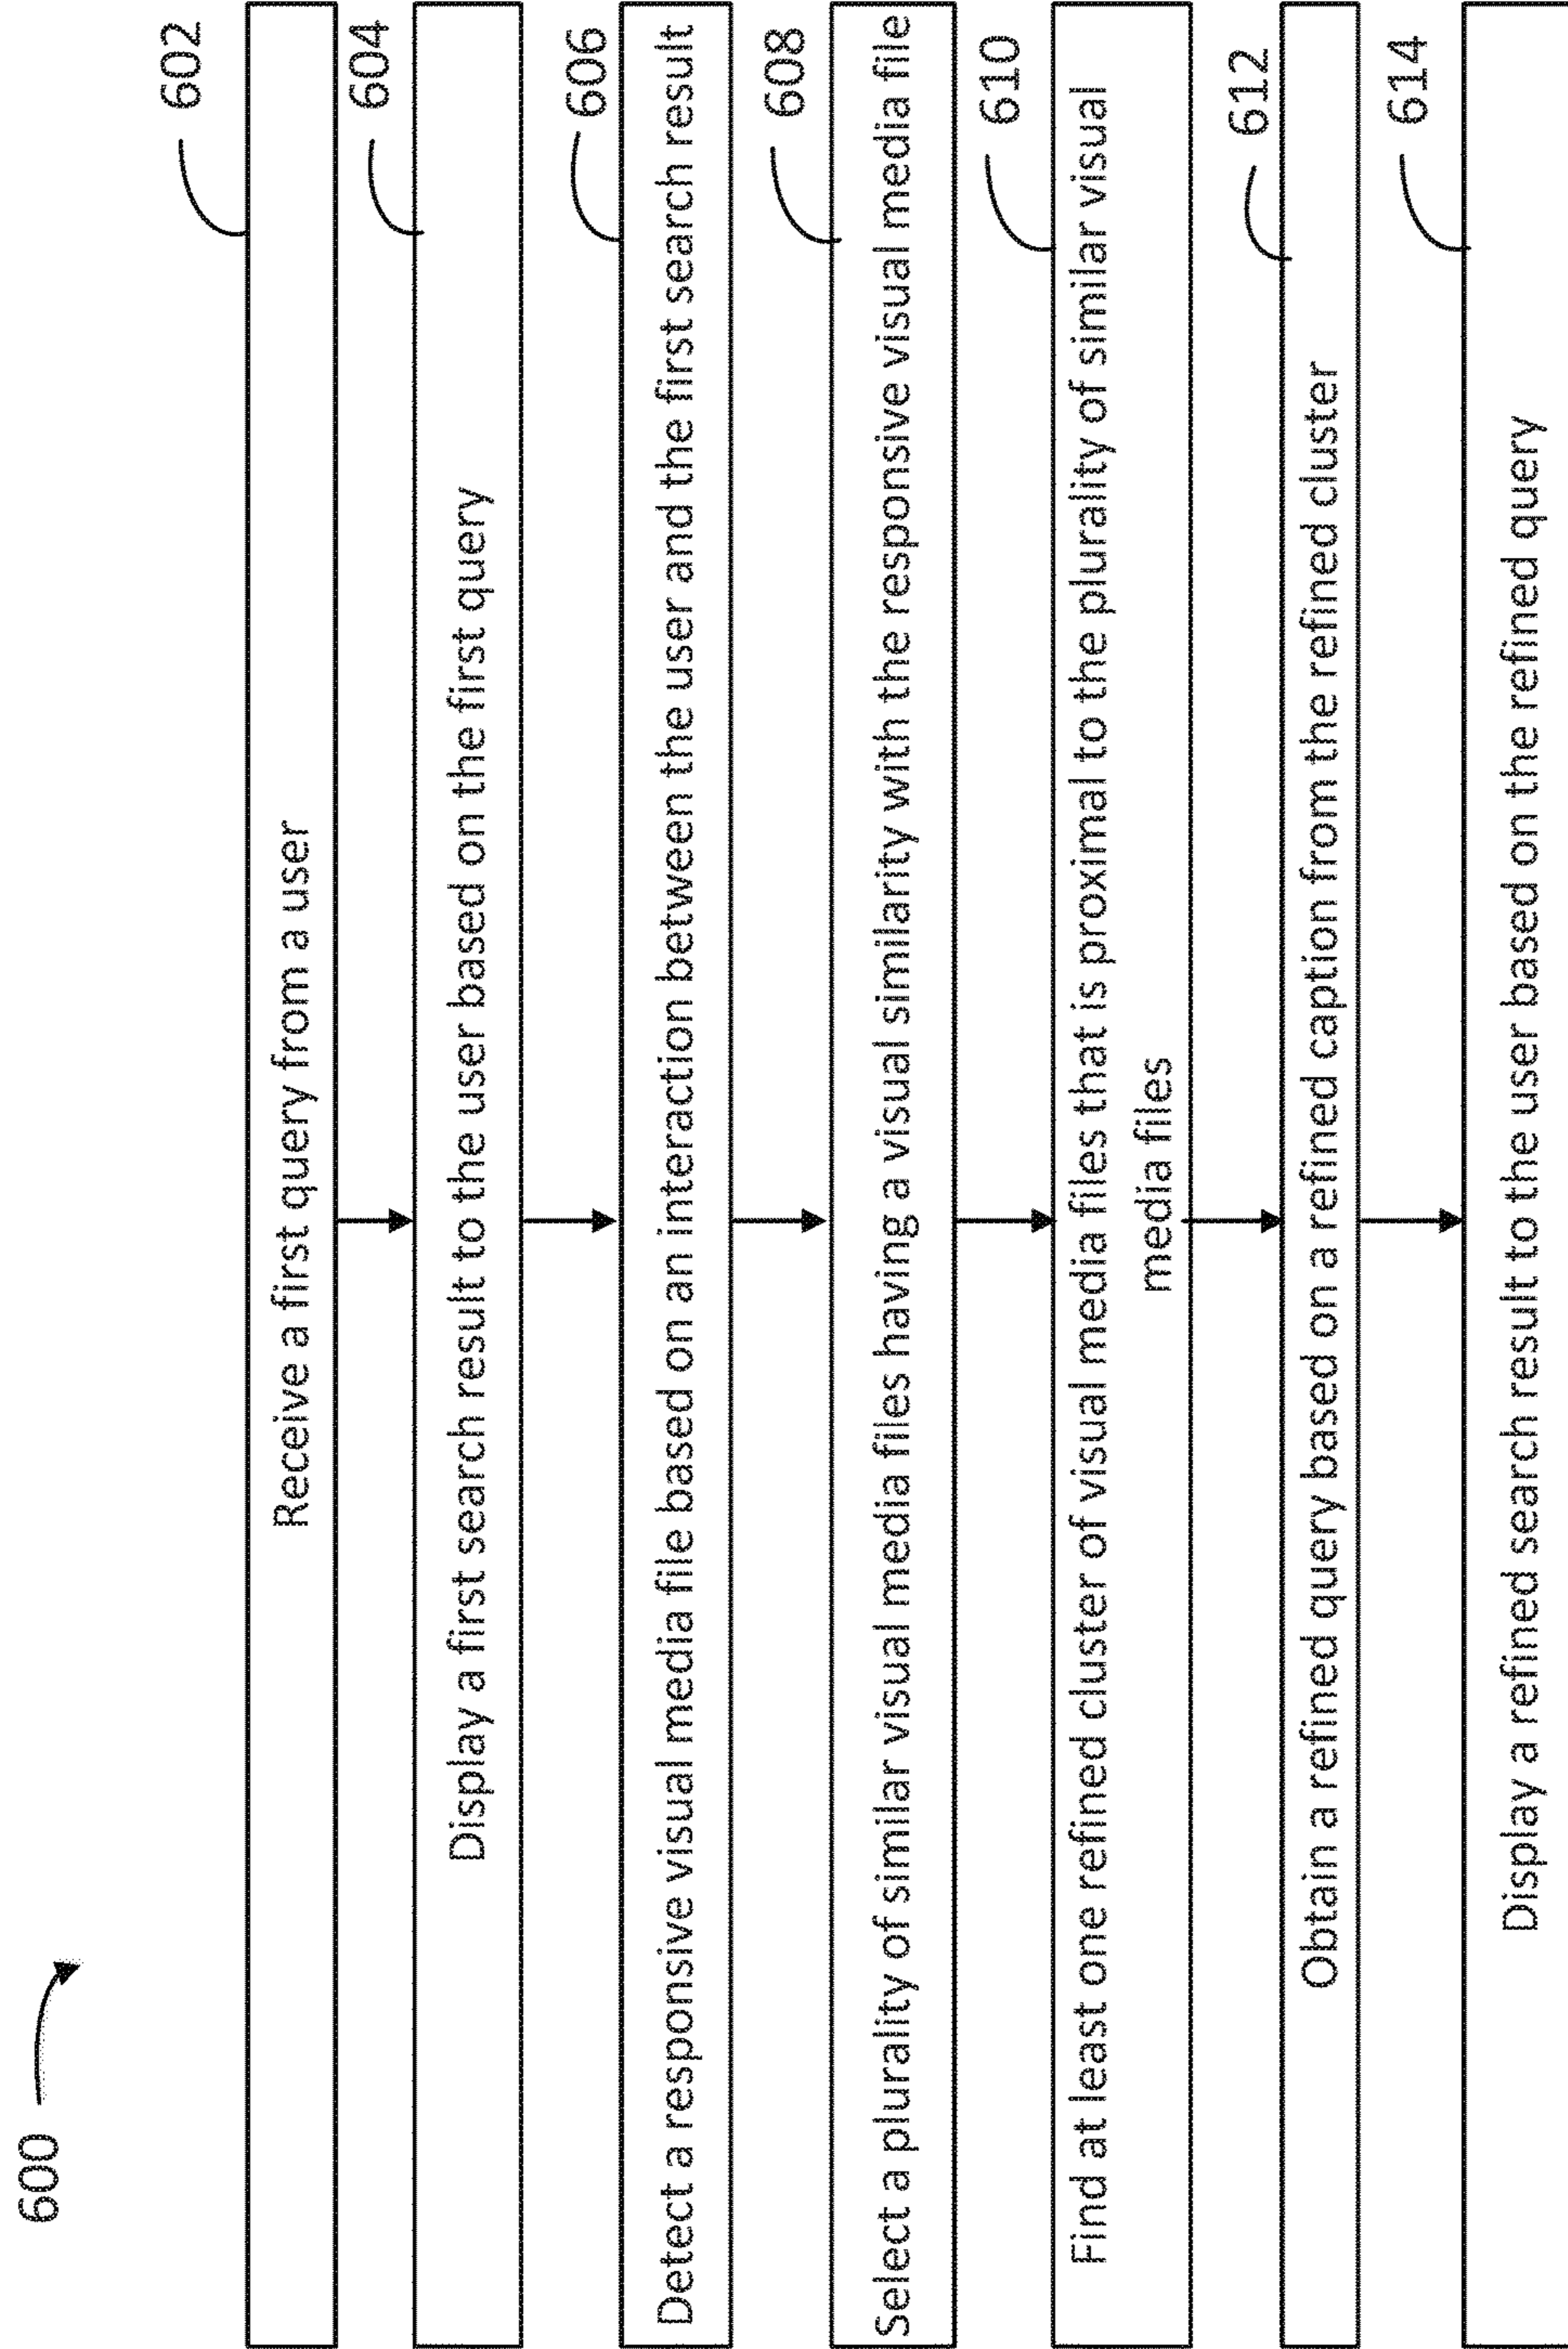 600
602
Receive a first query from a user
604
Display a first search result to the user based on the first query
606
Detect a responsive visual media file based on an interaction between the user and the first search result
608
Select a plurality of similar visual media files having a visual similarity with the responsive visual media file
610
Find at least one refined cluster of visual media files that is proximal to the plurality of similar visual
media files
612
Obtain a refined query based on a refined caption from the refined cluster
614
Display a refined search result to the user based on the refined query